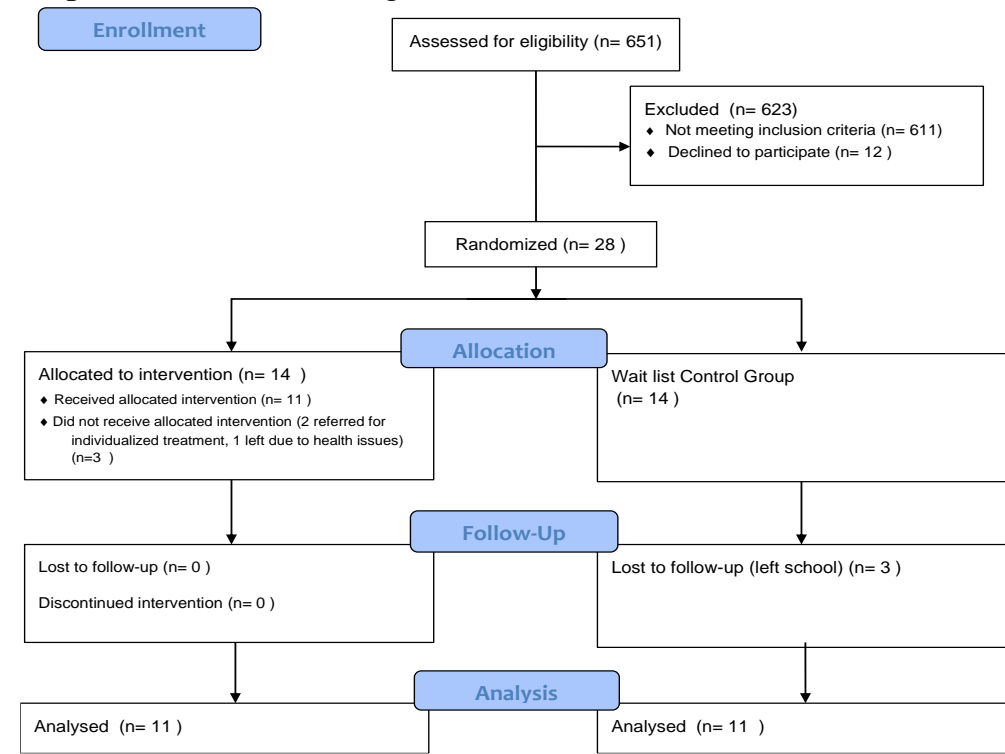 Enrollment
Assessed for eligibility (n= 651)
Excluded (n= 623)
♦ Not meeting inclusion criteria (n= 611)
♦ Declined to participate (n= 12 )
Randomized (n= 28 )
Allocation
Allocated to intervention (n= 14 )
♦ Received allocated intervention (n= 11 )
♦ Did not receive allocated intervention (2 referred for
individualized treatment, 1 left due to health issues)
(n=3 )
Wait list Control Group
(n= 14 )
Follow-Up
Lost to follow-up (n= 0 )
Discontinued intervention (n= 0 )
Lost to follow-up (left school) (n= 3 )
Analysis
Analysed (n= 11 )
Analysed (n= 11 )